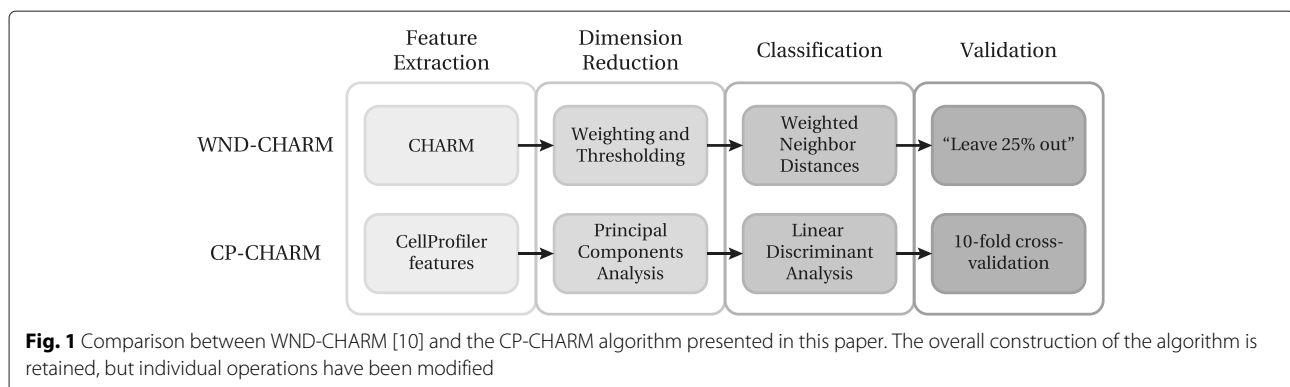 Feature
Extraction
Dimension
Reduction
Classification
Validation
WND-CHARM
CHARM
Weighting and
Thresholding
Weighted
Neighbor
Distances
“Leave 25% out”
CP-CHARM
CellProfiler
features
Principal
Components
Analysis
Linear
Discriminant
Analysis
10-fold cross-
validation
Fig. 1 Comparison between WND-CHARM [10] and the CP-CHARM algorithm presented in this paper. The overall construction of the algorithm is
retained, but individual operations have been modified